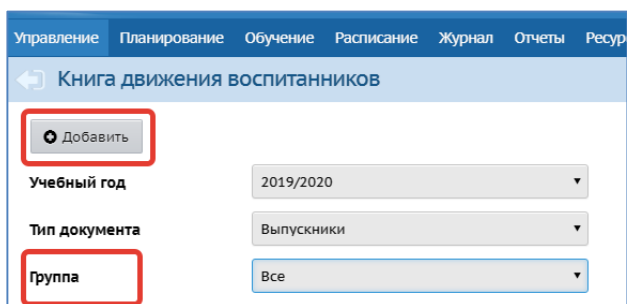 Управление Планирование Обучение Расписание Журнал Отчеты
Книга движения воспитанников
Добавить
Учебный год 2019/2020
Тип документа Выпускники
Группа Все